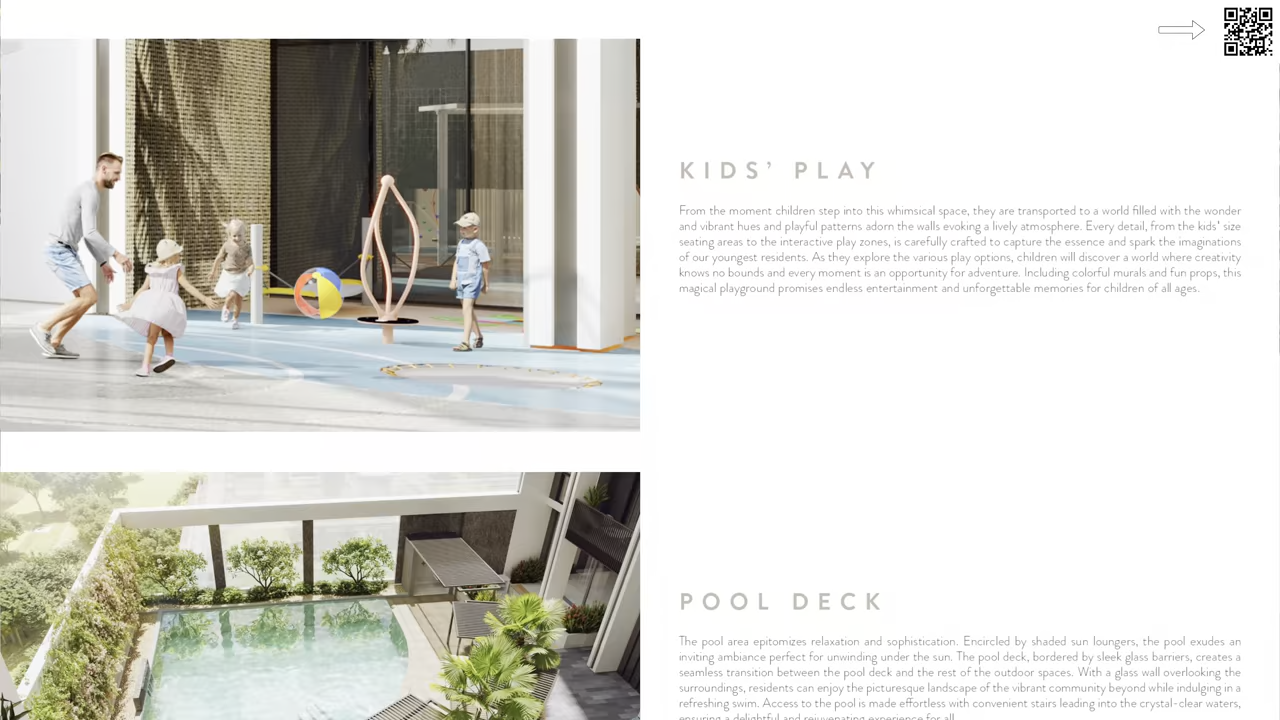 KIDS' PLAY
From the moment children step into this whimsical space, they are transported to a world filled with the wonder
and vibrant hues and playful patterns adorn the walls evoking a lively atmosphere. Every detail, from the kids' size
seating areas to the interactive play zones, is carefully crafted to capture the essence and spark the imaginations
of our youngest residents. As they explore the various play options, children will discover a world where creativity
knows no bounds and every moment is an opportunity for adventure. Including colorful murals and fun props, this
magical playground promises endless entertainment and unforgettable memories for children of all ages.
POOL DECK
The pool area epitomizes relaxation and sophistication. Encircled by shaded sun loungers, the pool exudes an
inviting ambiance perfect for unwinding under the sun. The pool deck, bordered by sleek glass barriers, creates a
seamless transition between the pool deck and the rest of the outdoor spaces. With a glass wall overlooking the
surroundings, residents can enjoy the picturesque landscape of the vibrant community beyond while indulging in a
refreshing swim. Access to the pool is made effortless with convenient stairs leading into the crystal-clear waters,
ensuring a delightful and rejuvenating experience for all.